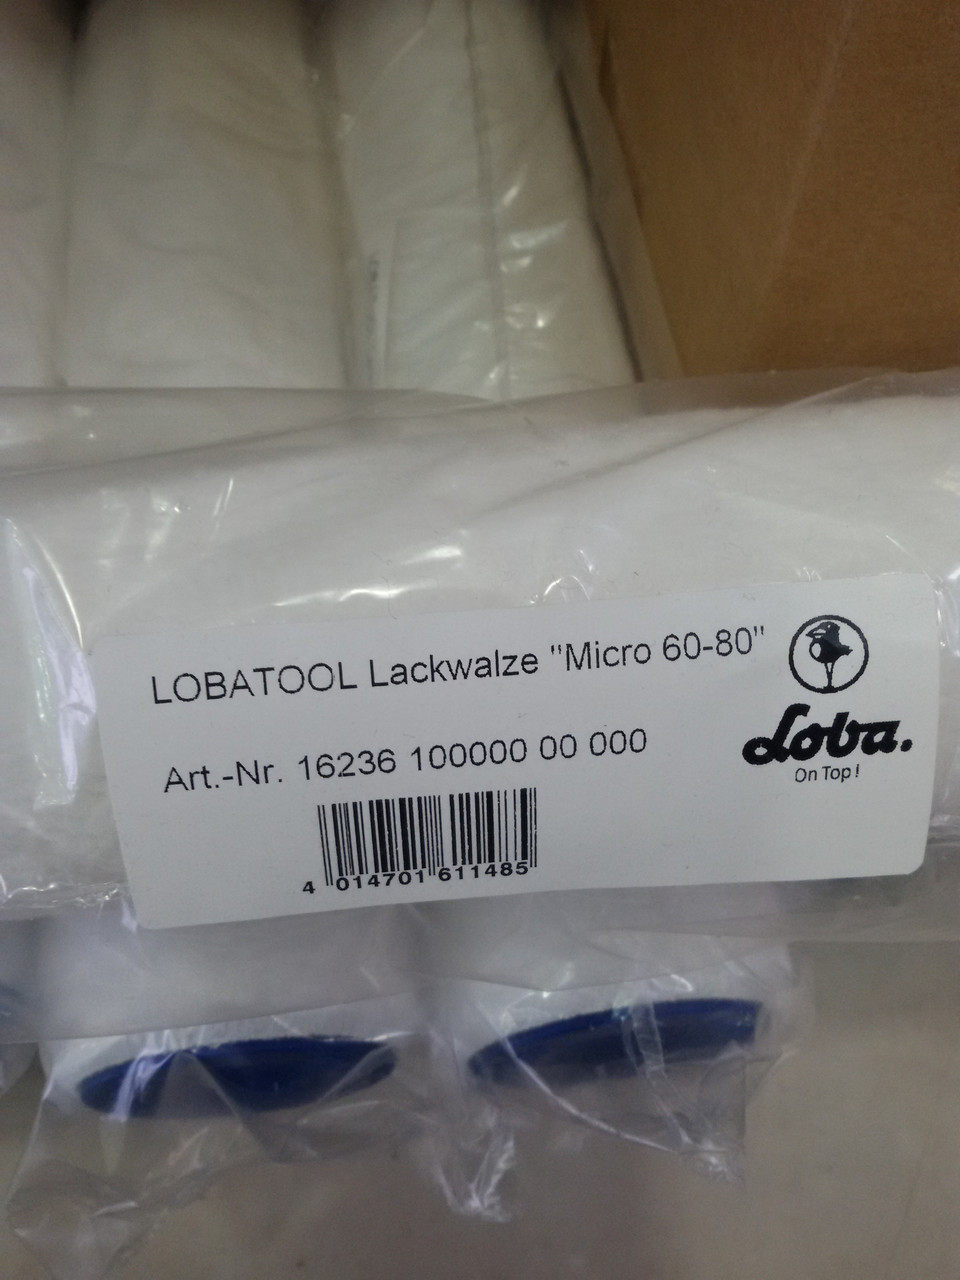 LOBATOOL Lackwalze "Micro 60-80"
Art.-Nr. 16236 100000 00 000
4 014701 611485
Loba.
On Top!